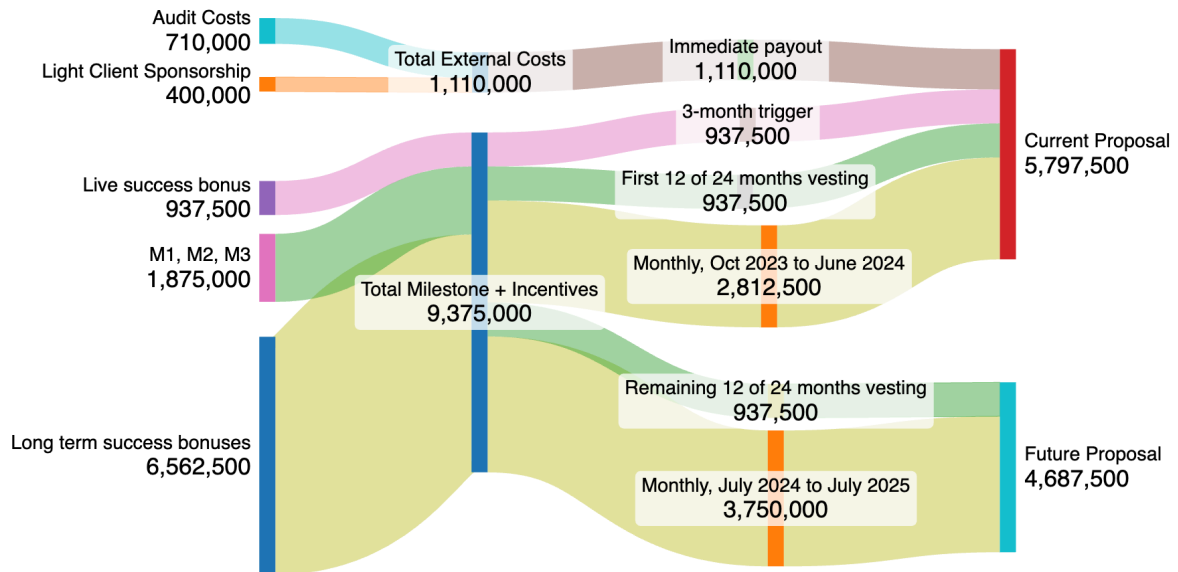 Audit Costs
710,000
Light Client Sponsorship
400,000
Live success bonus
937,500
M1, M2, M3
1,875,000
Long term success bonuses
6,562,500
Total External Costs
1,110,000
Total Milestone + Incentives
9,375,000
Immediate payout
1,110,000
3-month trigger
937,500
First 12 of 24 months vesting
937,500
Monthly, Oct 2023 to June 2024
2,812,500
Remaining 12 of 24 months vesting
937,500
Monthly, July 2024 to July 2025
3,750,000
Current Proposal
5,797,500
Future Proposal
4,687,500